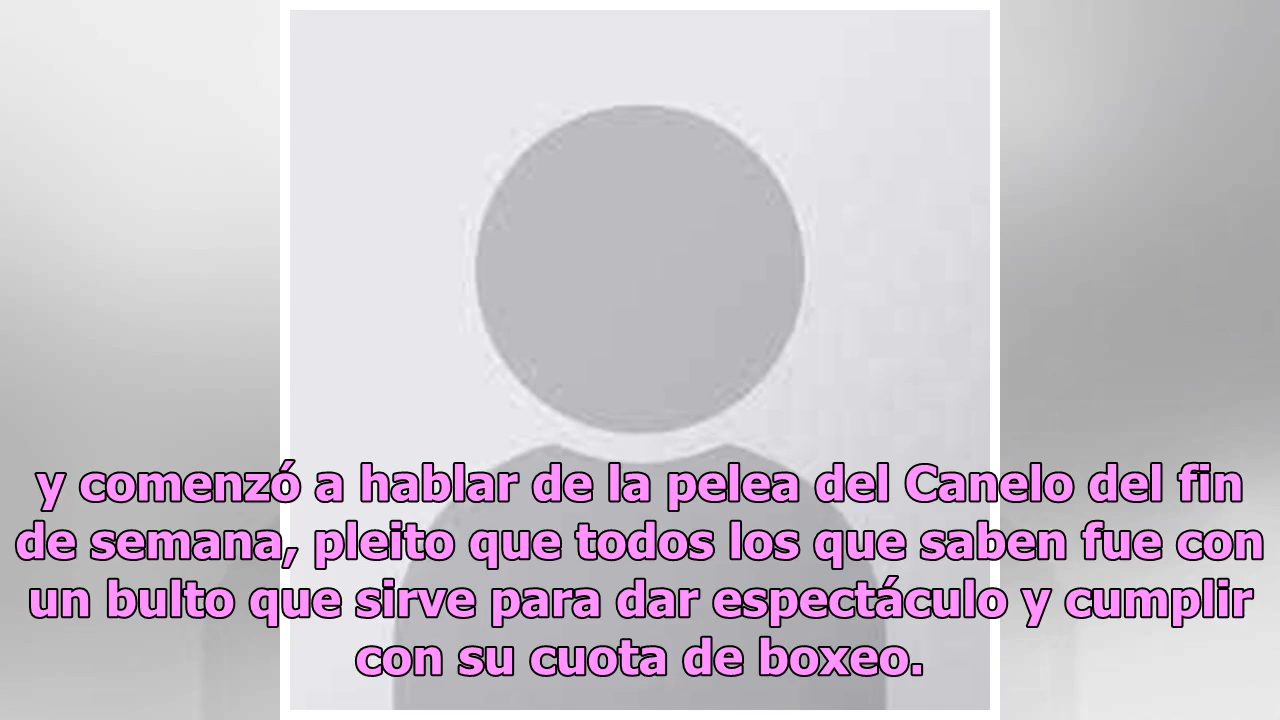 y comenzó a hablar de la pelea del Canelo del fin
de semana, pleito que todos los que saben fue con
un bulto que sirve para dar espectáculo y cumplir
con su cuota de boxeo.